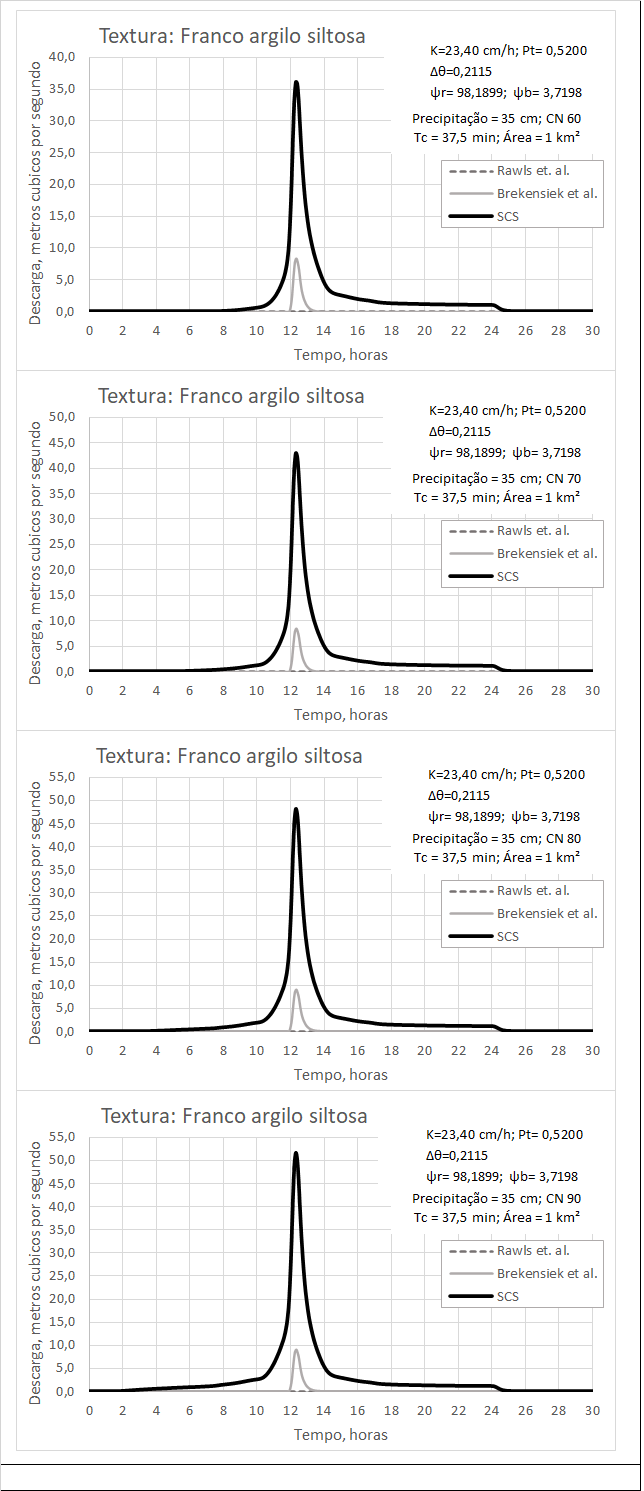 Textura: Franco argilo siltosa
K=23,40 cm/h; Pt= 0,5200
Δθ=0,2115
ψr= 98,1899; ψb= 3,7198
Precipitação = 35 cm; CN 60
Tc = 37,5 min; Área = 1 km²
Rawls et. al.
Brekensiek et al.
SCS
Descarga, metros cubicos por segundo
40,0
35,0
30,0
25,0
20,0
15,0
10,0
5,0
0,0
0 2 4 6 8 10 12 14 16 18 20 22 24 26 28 30
Tempo, horas
Textura: Franco argilo siltosa
K=23,40 cm/h; Pt= 0,5200
Δθ=0,2115
ψr= 98,1899; ψb= 3,7198
Precipitação = 35 cm; CN 70
Tc = 37,5 min; Área = 1 km²
Rawls et. al.
Brekensiek et al.
SCS
Descarga, metros cubicos por segundo
50,0
45,0
40,0
35,0
30,0
25,0
20,0
15,0
10,0
5,0
0,0
0 2 4 6 8 10 12 14 16 18 20 22 24 26 28 30
Tempo, horas
Textura: Franco argilo siltosa
K=23,40 cm/h; Pt= 0,5200
Δθ=0,2115
ψr= 98,1899; ψb= 3,7198
Precipitação = 35 cm; CN 80
Tc = 37,5 min; Área = 1 km²
Rawls et. al.
Brekensiek et al.
SCS
Descarga, metros cubicos por segundo
55,0
50,0
45,0
40,0
35,0
30,0
25,0
20,0
15,0
10,0
5,0
0,0
0 2 4 6 8 10 12 14 16 18 20 22 24 26 28 30
Tempo, horas
Textura: Franco argilo siltosa
K=23,40 cm/h; Pt= 0,5200
Δθ=0,2115
ψr= 98,1899; ψb= 3,7198
Precipitação = 35 cm; CN 90
Tc = 37,5 min; Área = 1 km²
Rawls et. al.
Brekensiek et al.
SCS
Descarga, metros cubicos por segundo
55,0
50,0
45,0
40,0
35,0
30,0
25,0
20,0
15,0
10,0
5,0
0,0
0 2 4 6 8 10 12 14 16 18 20 22 24 26 28 30
Tempo, horas